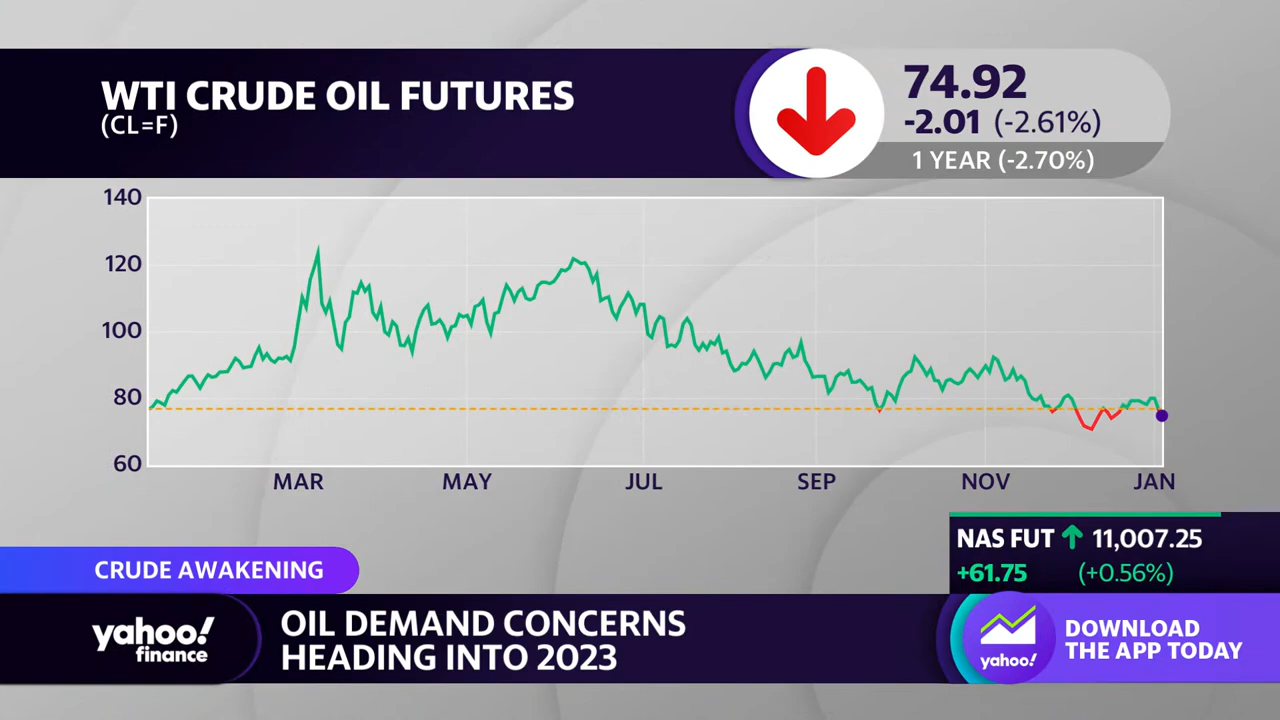 WTI CRUDE OIL FUTURES
(CL=F)
74.92
-2.01 (-2.61%)
1 YEAR (-2.70%)
140
120
100
80
60
MAR MAY JUL SEP NOV JAN
NAS FUT 11,007.25
+61.75 (+0.56%)
CRUDE AWAKENING
yahoo!
finance
OIL DEMAND CONCERNS
HEADING INTO 2023
yahoo!
DOWNLOAD
THE APP TODAY